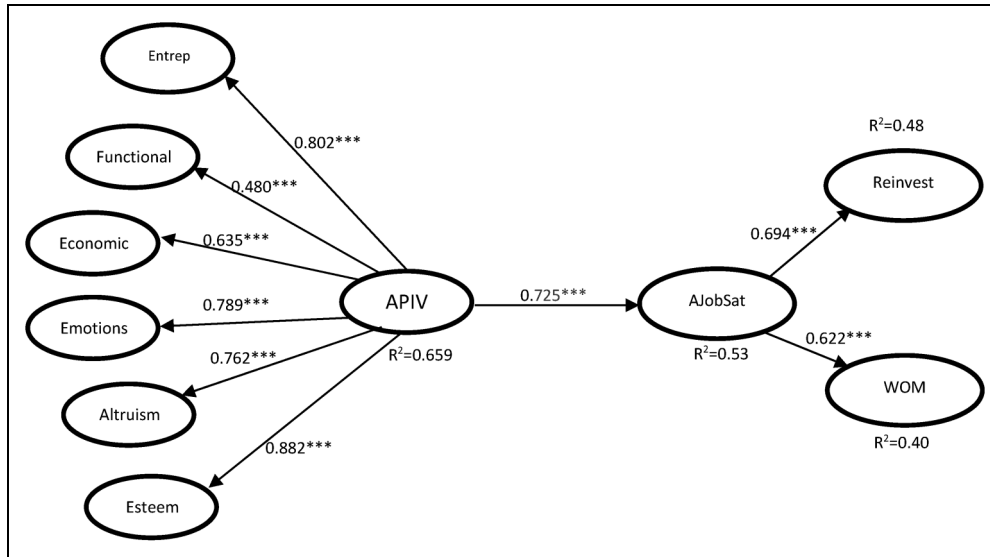 Entrep
0.802***
Functional
0.480***
Economic
0.635***
Emotions
0.789***
Altruism
0.762***
Esteem
0.882***
APIV
R²=0.659
0.725***
AJobSat
R²=0.53
0.694***
R²=0.48
Reinvest
0.622***
WOM
R²=0.40